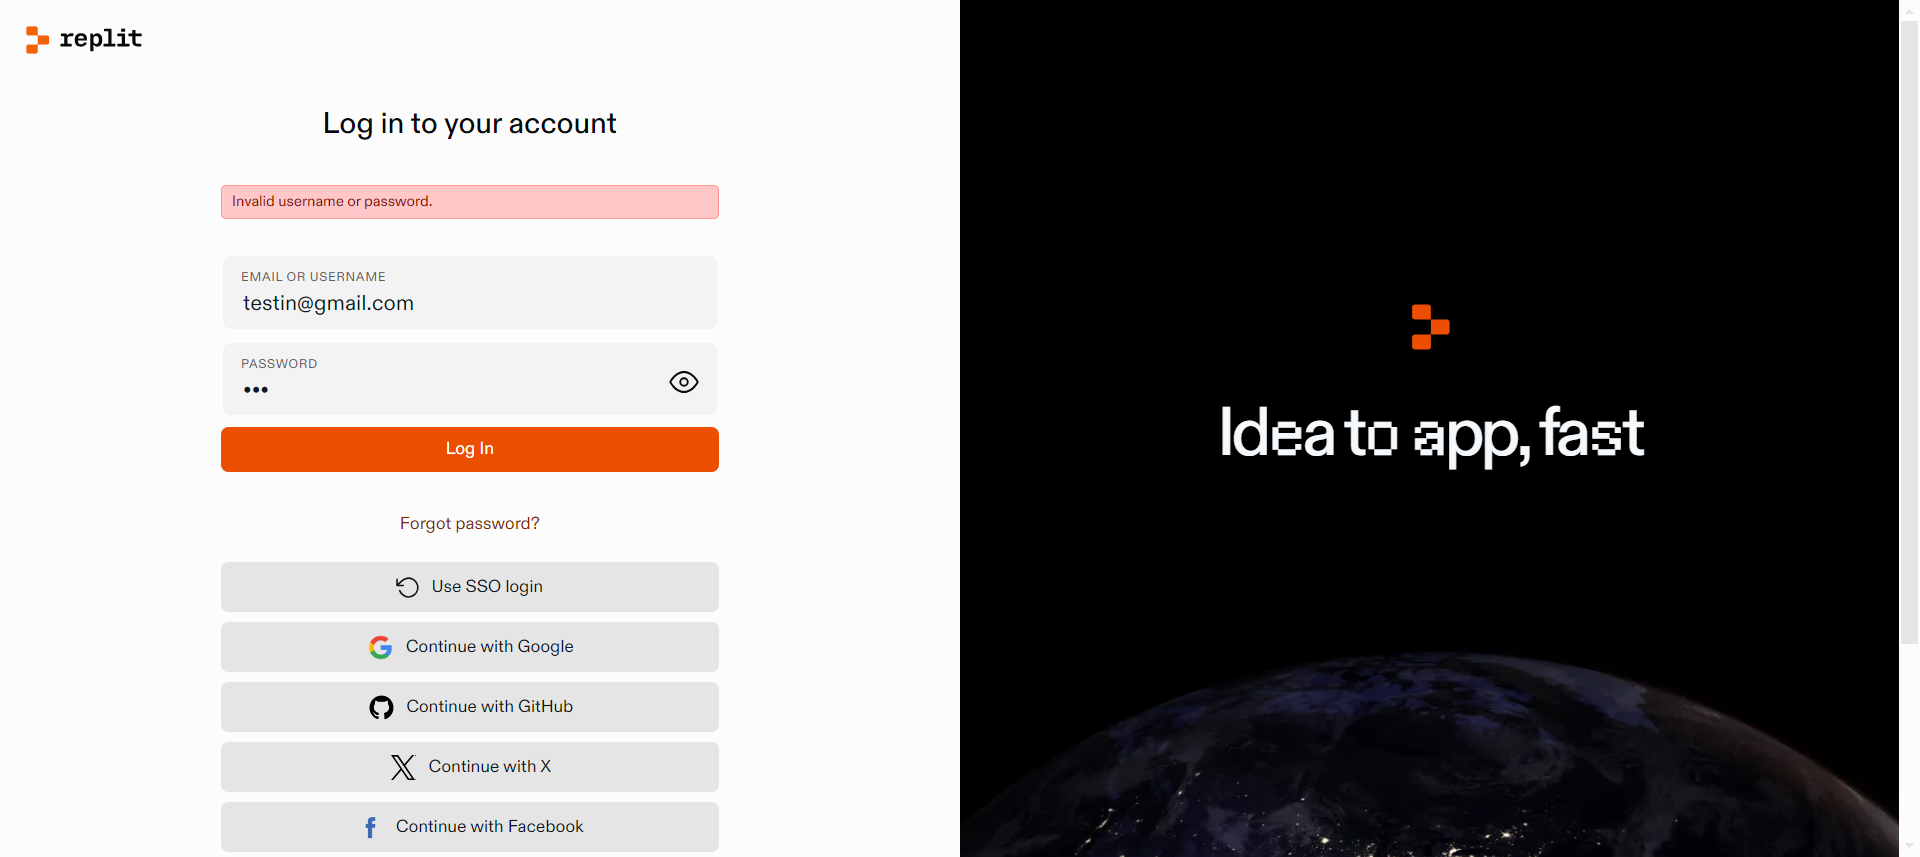 replit
Log in to your account
Invalid username or password.
EMAIL OR USERNAME
testin@gmail.com
PASSWORD
•••
Log In
Forgot password?
Use SSO login
Continue with Google
Continue with GitHub
Continue with X
Continue with Facebook
Idea to app, fast